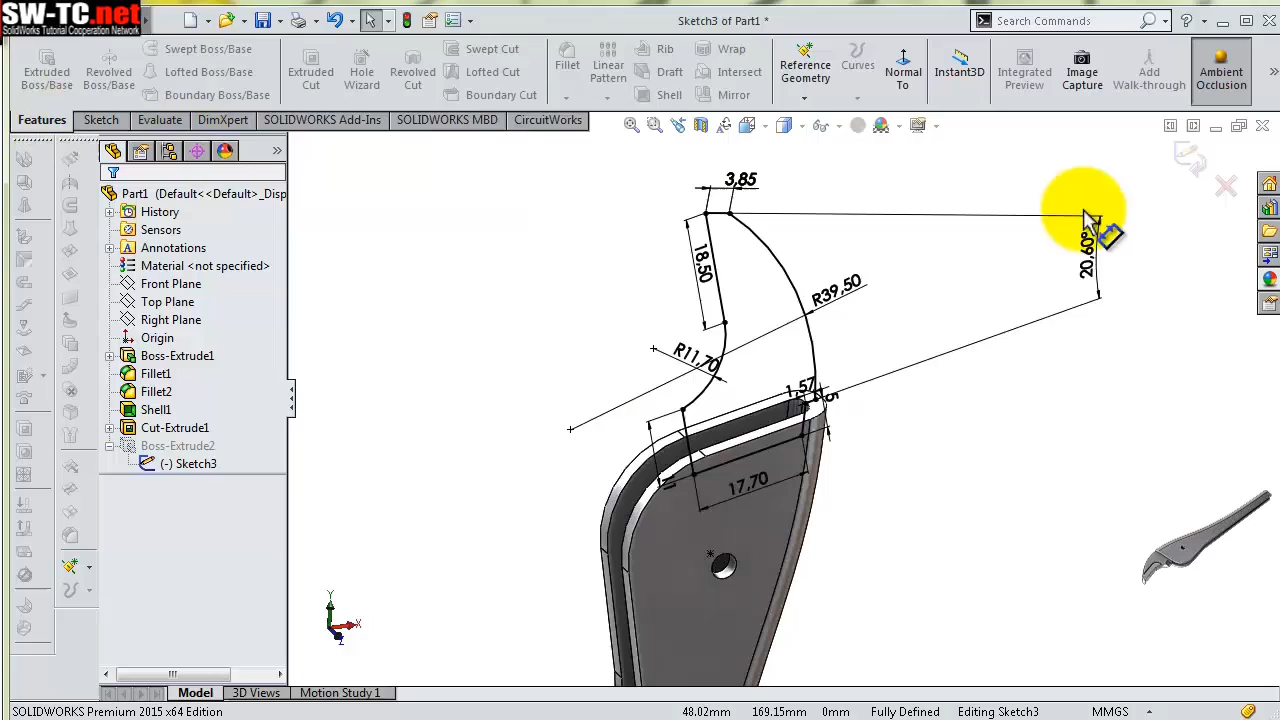 SW-TC.net
SolidWorks Tutorial Cooperation Network
Sketch3 of Part1 *
Search Commands
Extruded Boss/Base
Revolved Boss/Base
Swept Boss/Base
Lofted Boss/Base
Boundary Boss/Base
Extruded Cut
Hole Wizard
Revolved Cut
Swept Cut
Lofted Cut
Boundary Cut
Fillet
Linear Pattern
Rib
Draft
Shell
Wrap
Intersect
Mirror
Reference Geometry
Curves
Normal To
Instant3D
Integrated Preview
Image Capture
Add Walk-through
Ambient Occlusion
Features
Sketch
Evaluate
DimXpert
SOLIDWORKS Add-Ins
SOLIDWORKS MBD
CircuitWorks
Part1 (Default<<Default>_Disp
History
Sensors
Annotations
Material <not specified>
Front Plane
Top Plane
Right Plane
Origin
Boss-Extrude1
Fillet1
Fillet2
Shell1
Cut-Extrude1
Boss-Extrude2
(-) Sketch3
3,85
18,50
R39,50
R11,70
20,60°
1,57
5
11
17,70
Y
X
Z
Model
3D Views
Motion Study 1
SOLIDWORKS Premium 2015 x64 Edition
48.02mm
169.15mm
Fully Defined
Editing Sketch3
MMGS